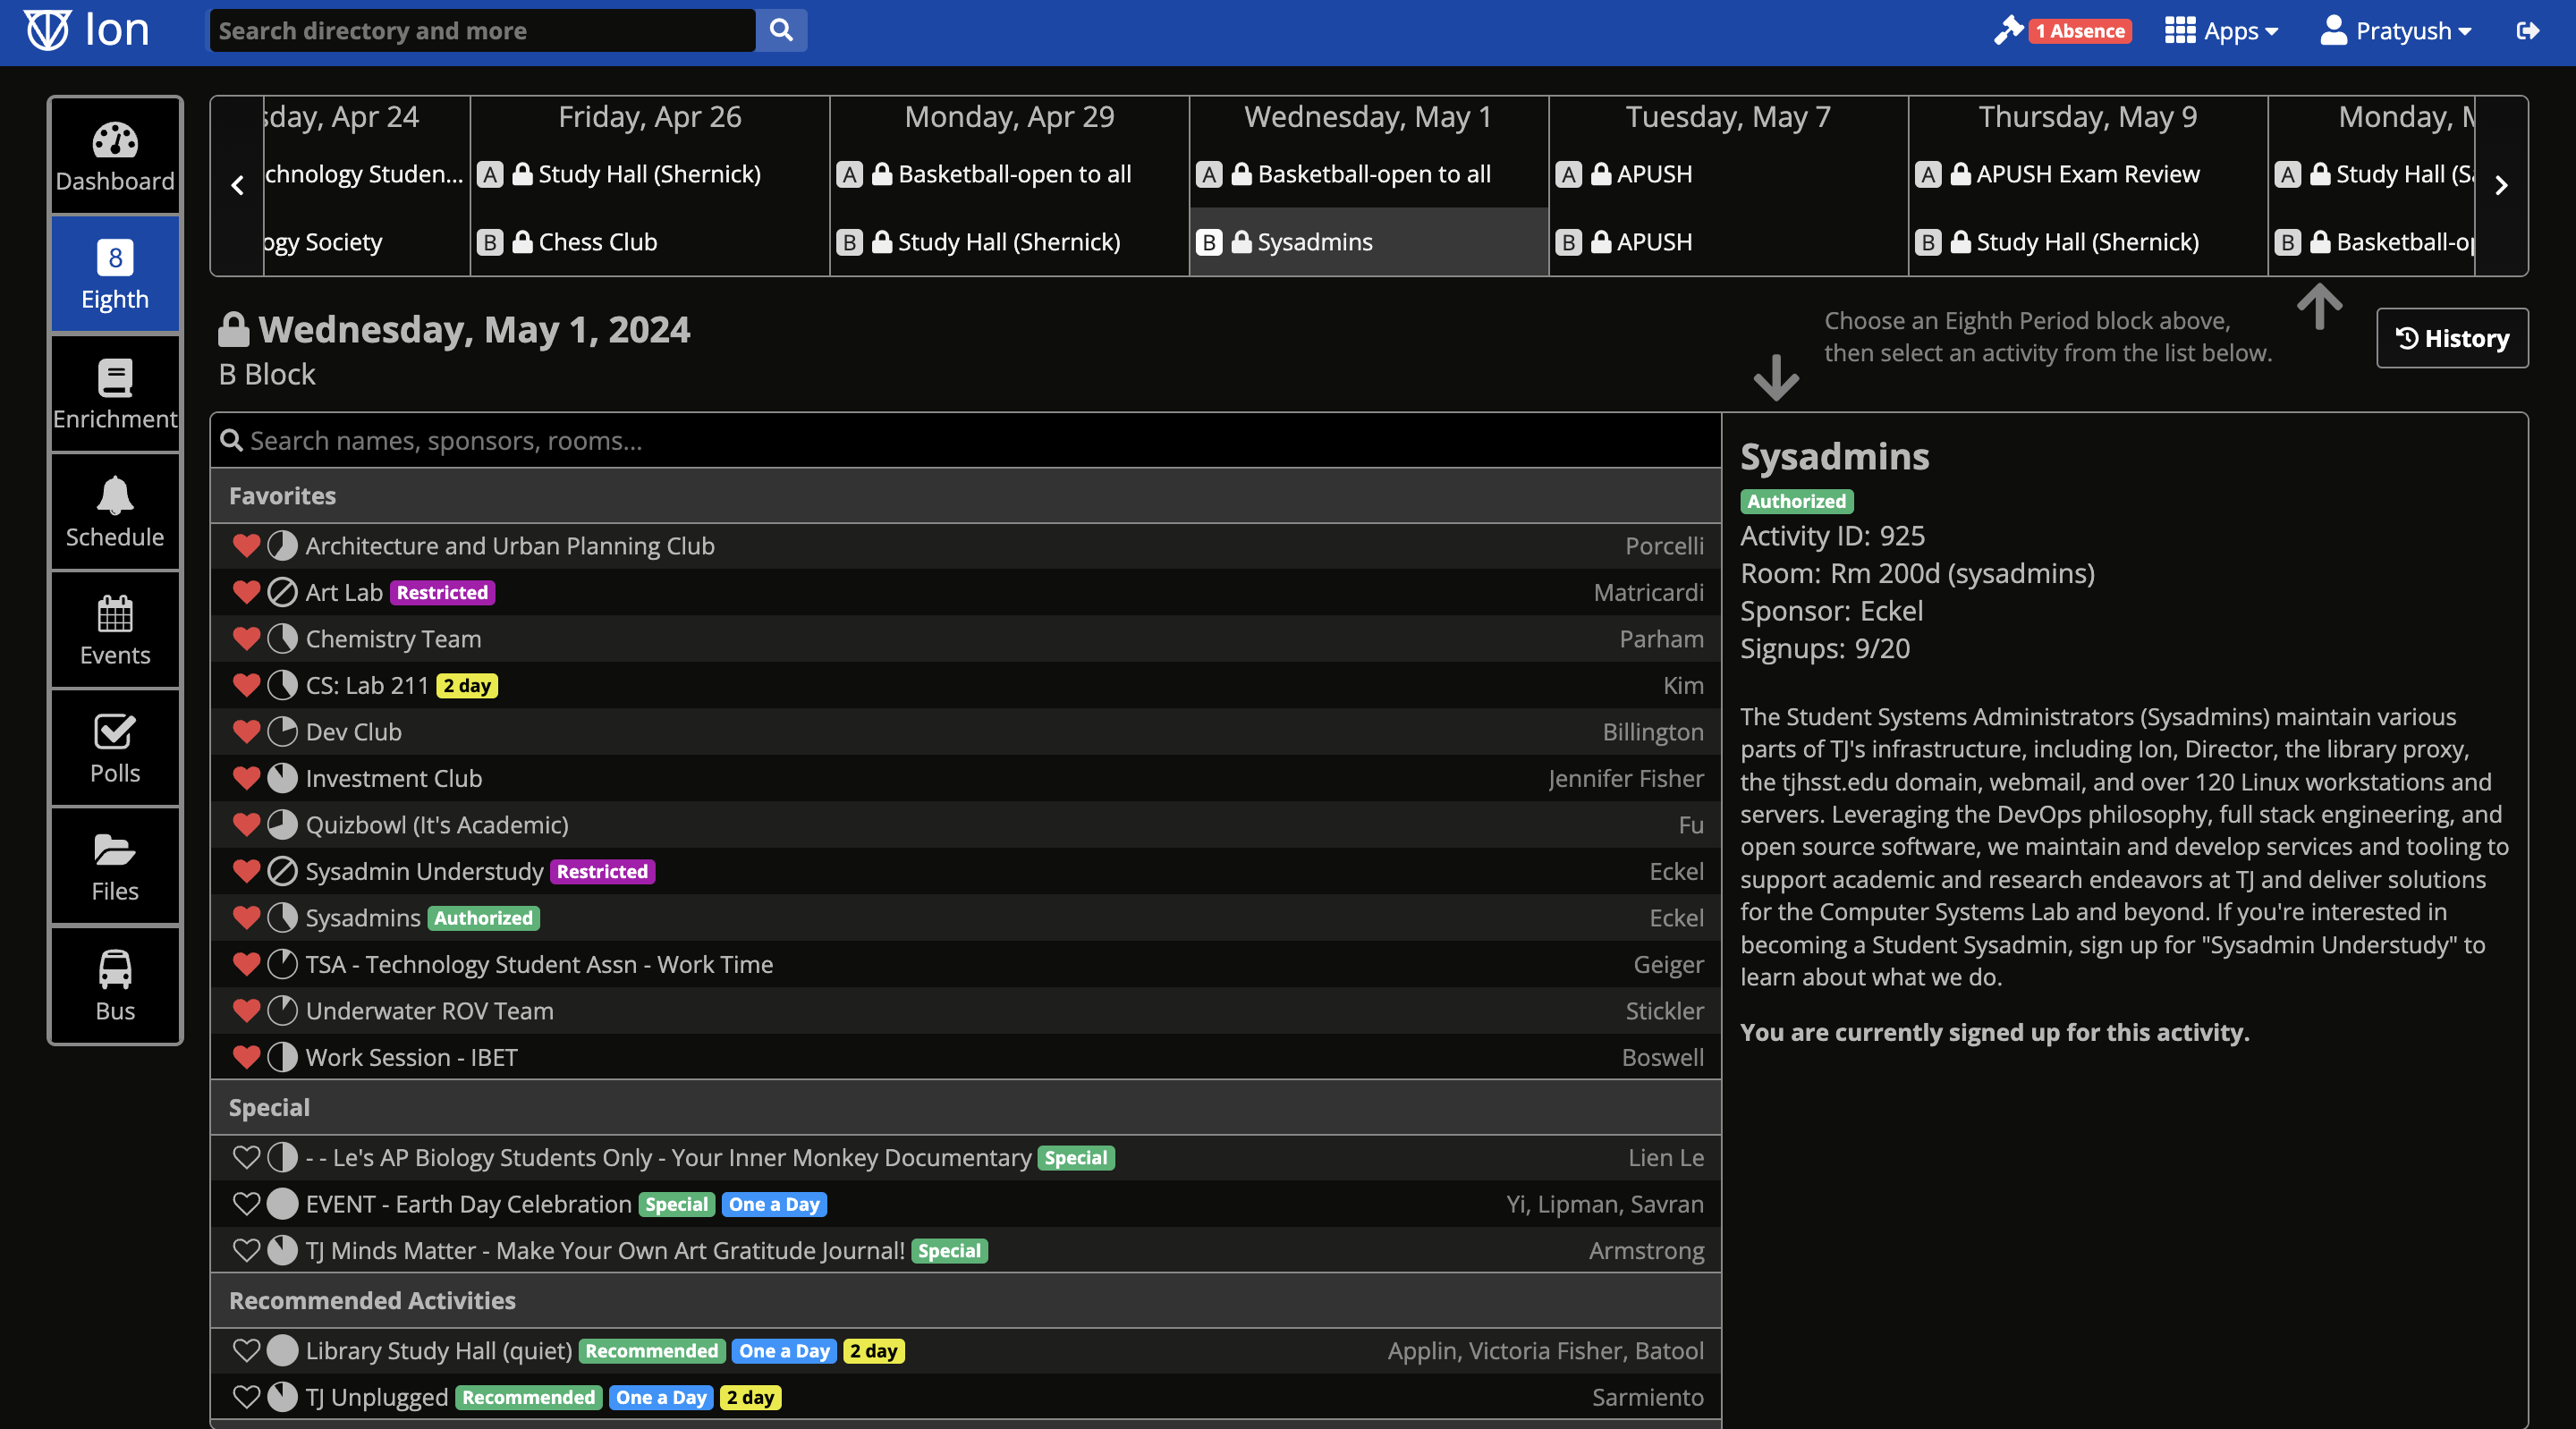 Ion
Search directory and more
1 Absence
Apps
Pratyush
Dashboard
8
Eighth
Enrichment
Schedule
Events
Polls
Files
Bus
sday, Apr 24
chnology Studen...
ogy Society
Friday, Apr 26
A Study Hall (Shernick)
B Chess Club
Monday, Apr 29
A Basketball-open to all
B Study Hall (Shernick)
Wednesday, May 1
A Basketball-open to all
B Sysadmins
Tuesday, May 7
A APUSH
B APUSH
Thursday, May 9
A APUSH Exam Review
B Study Hall (Shernick)
Monday,
A Study Hall
B Basketball-o
Wednesday, May 1, 2024
B Block
Choose an Eighth Period block above,
then select an activity from the list below.
History
Search names, sponsors, rooms...
Favorites
Architecture and Urban Planning Club Porcelli
Art Lab Restricted Matricardi
Chemistry Team Parham
CS: Lab 211 2 day Kim
Dev Club Billington
Investment Club Jennifer Fisher
Quizbowl (It's Academic) Fu
Sysadmin Understudy Restricted Eckel
Sysadmins Authorized Eckel
TSA - Technology Student Assn - Work Time Geiger
Underwater ROV Team Stickler
Work Session - IBET Boswell
Special
- - Le's AP Biology Students Only - Your Inner Monkey Documentary Special Lien Le
EVENT - Earth Day Celebration Special One a Day Yi, Lipman, Savran
TJ Minds Matter - Make Your Own Art Gratitude Journal! Special Armstrong
Recommended Activities
Library Study Hall (quiet) Recommended One a Day 2 day Applin, Victoria Fisher, Batool
TJ Unplugged Recommended One a Day 2 day Sarmiento
Sysadmins
Authorized
Activity ID: 925
Room: Rm 200d (sysadmins)
Sponsor: Eckel
Signups: 9/20
The Student Systems Administrators (Sysadmins) maintain various
parts of TJ's infrastructure, including Ion, Director, the library proxy,
the tjhsst.edu domain, webmail, and over 120 Linux workstations and
servers. Leveraging the DevOps philosophy, full stack engineering, and
open source software, we maintain and develop services and tooling to
support academic and research endeavors at TJ and deliver solutions
for the Computer Systems Lab and beyond. If you're interested in
becoming a Student Sysadmin, sign up for "Sysadmin Understudy" to
learn about what we do.
You are currently signed up for this activity.